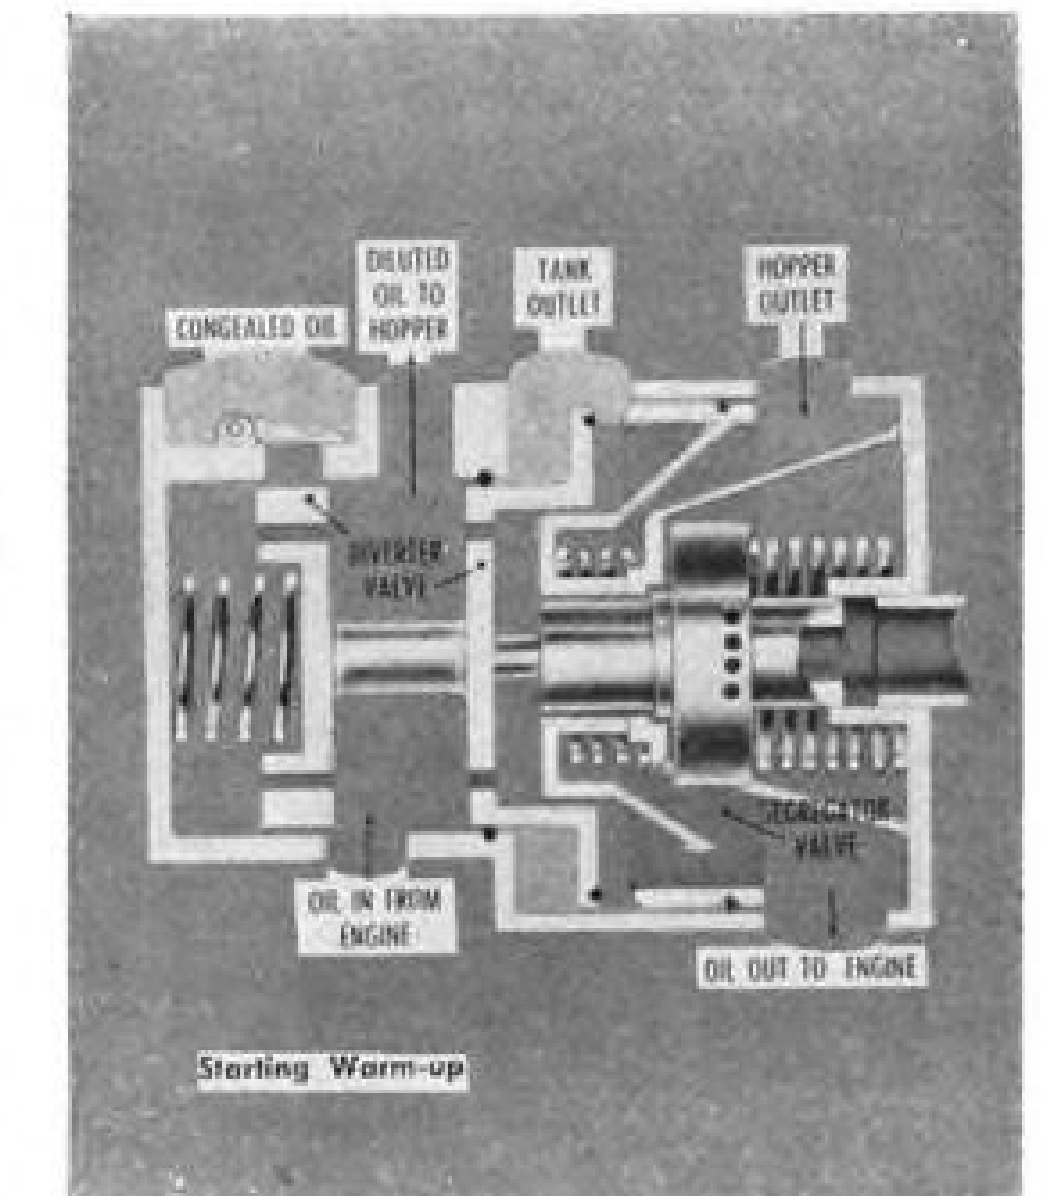 DILUTED
OIL TO
HOPPER
TANK
OUTLET
HOPPER
OUTLET
CONGEALED OIL
DIVERTER
VALVE
SEGREGATOR
VALVE
OIL IN FROM
ENGINE
OIL OUT TO ENGINE
Starting Warm-up